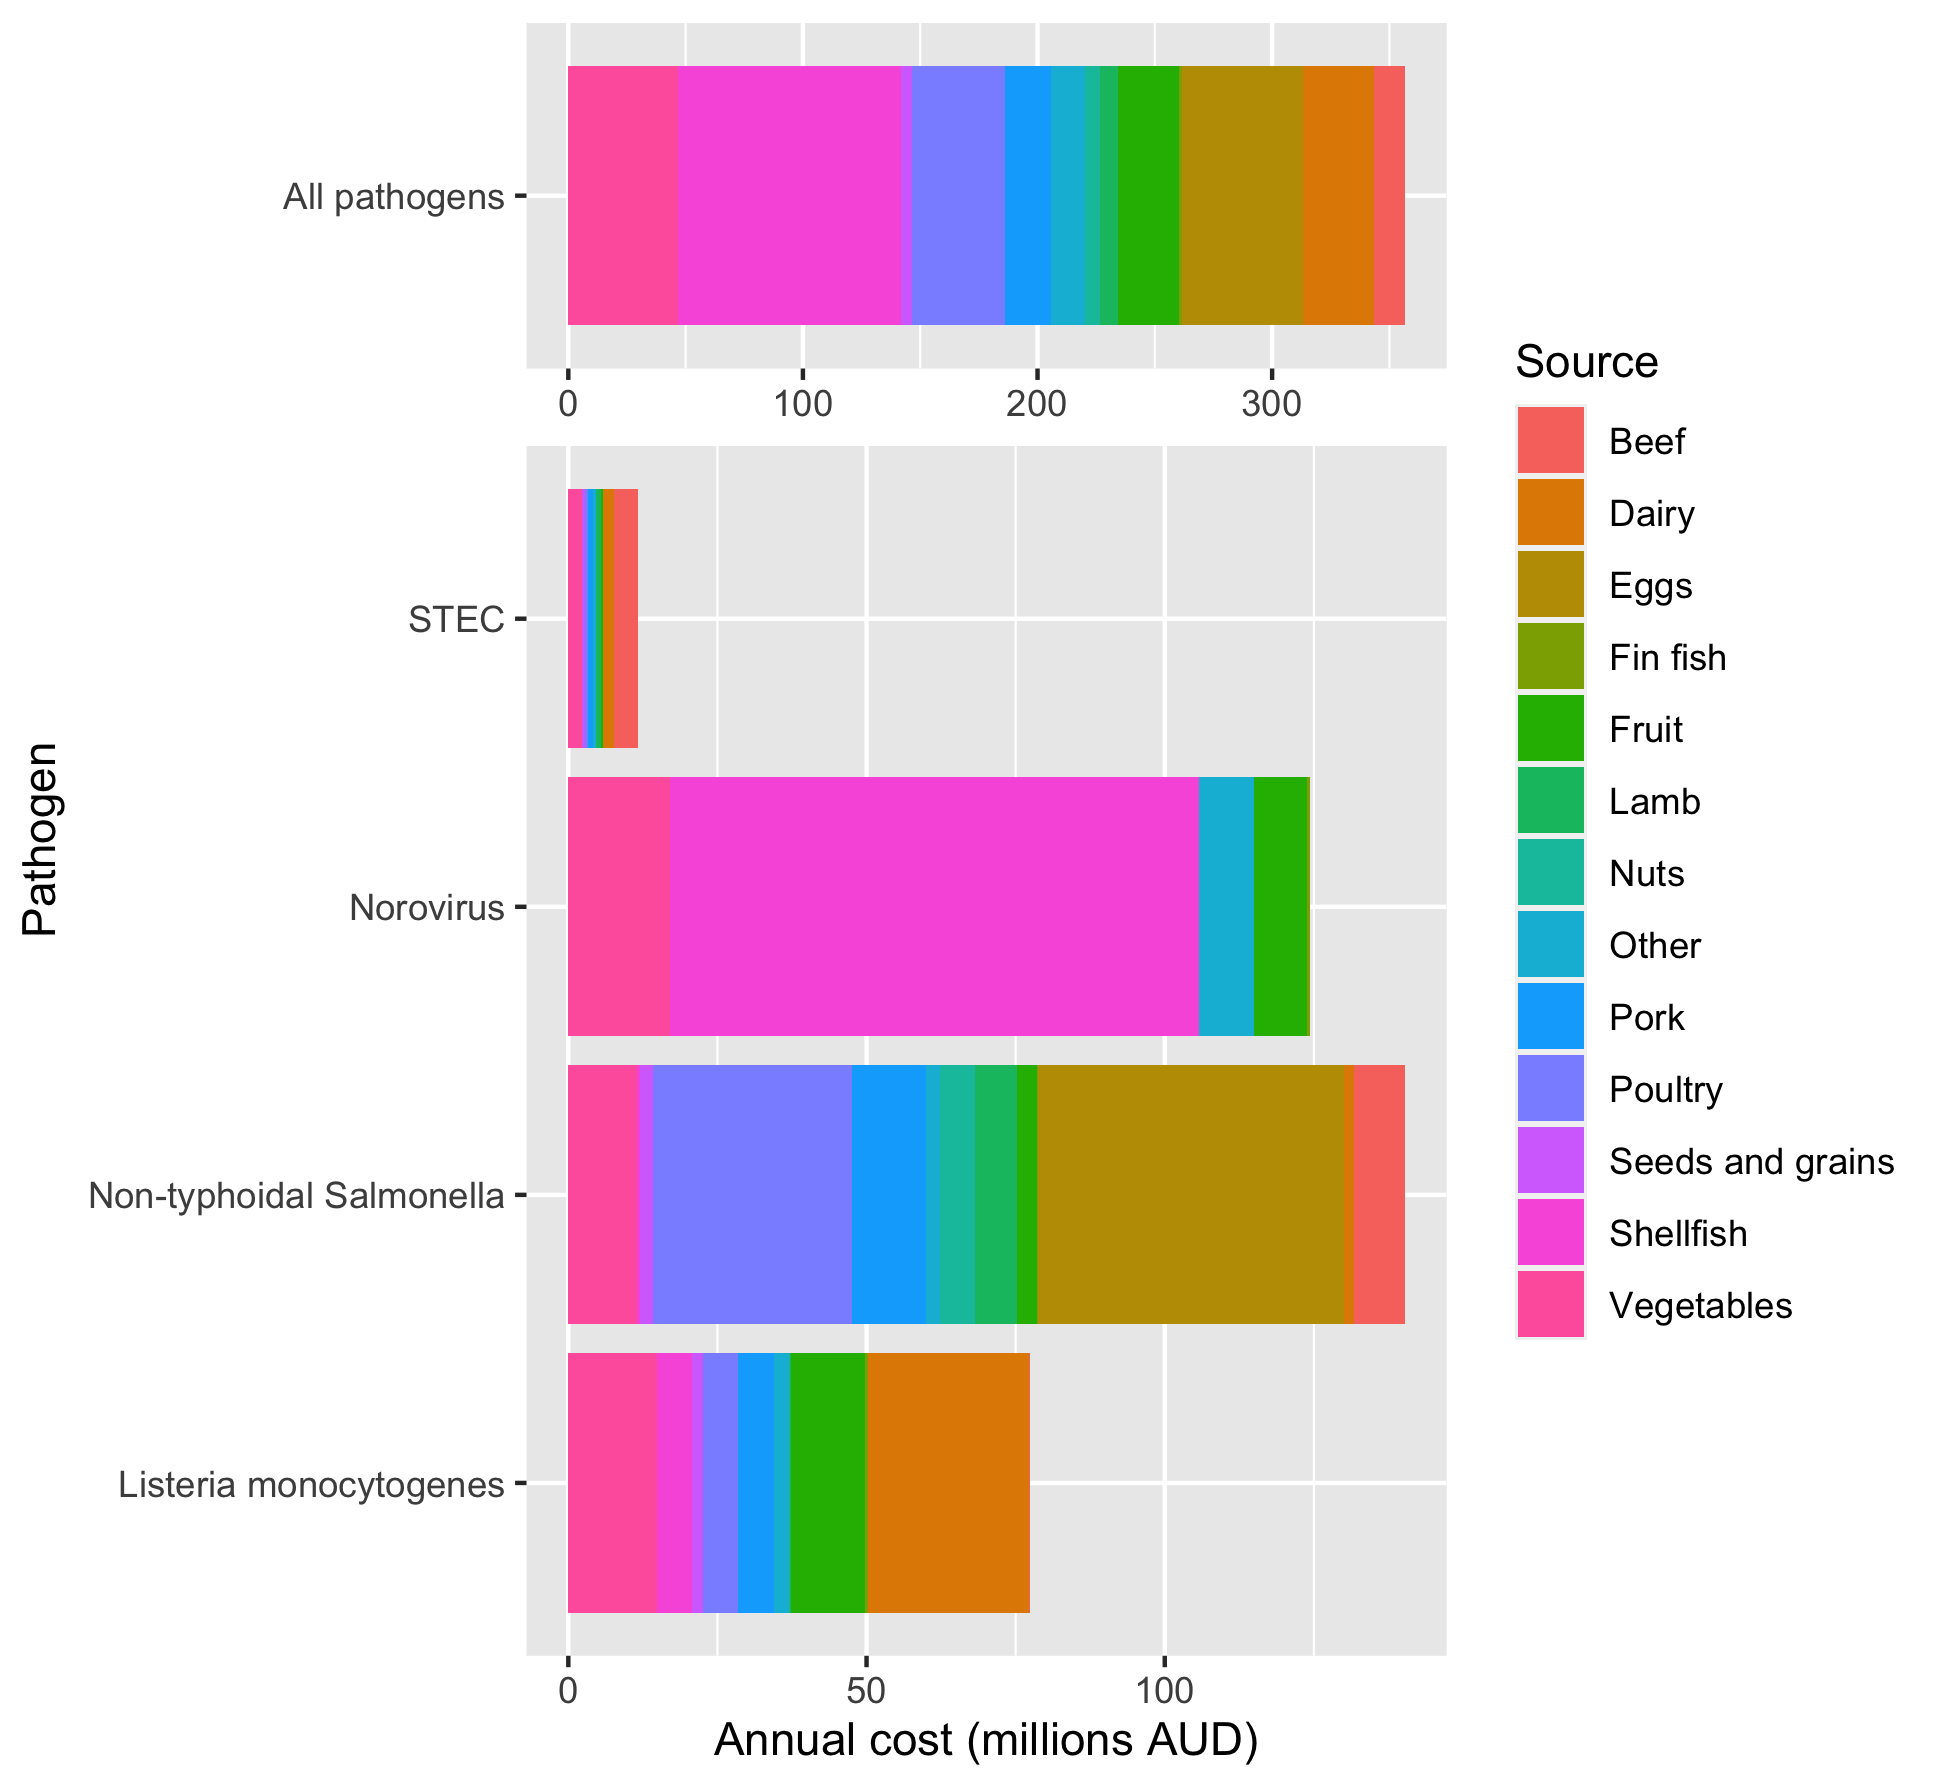 All pathogens
0 100 200 300
STEC
Norovirus
Non-typhoidal Salmonella
Listeria monocytogenes
0 50 100
Annual cost (millions AUD)
Pathogen
Source
Beef
Dairy
Eggs
Fin fish
Fruit
Lamb
Nuts
Other
Pork
Poultry
Seeds and grains
Shellfish
Vegetables